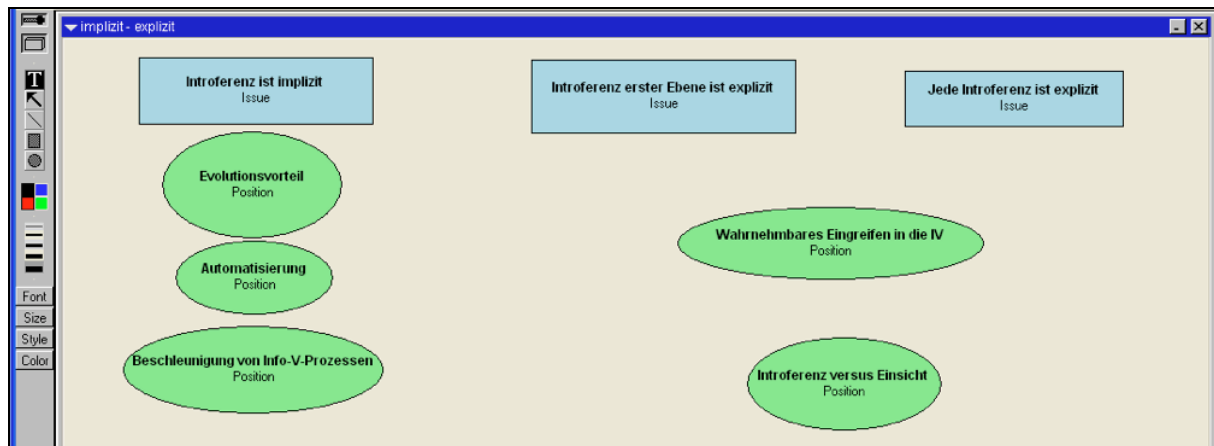 implizit - explizit
T
Introferenz ist implizit
Issue
Introferenz erster Ebene ist explizit
Issue
Jede Introferenz ist explizit
Issue
Evolutionsvorteil
Position
Wahrnehmbares Eingreifen in die IV
Position
Automatisierung
Position
Beschleunigung von Info-V-Prozessen
Position
Introferenz versus Einsicht
Position
Font
Size
Style
Color